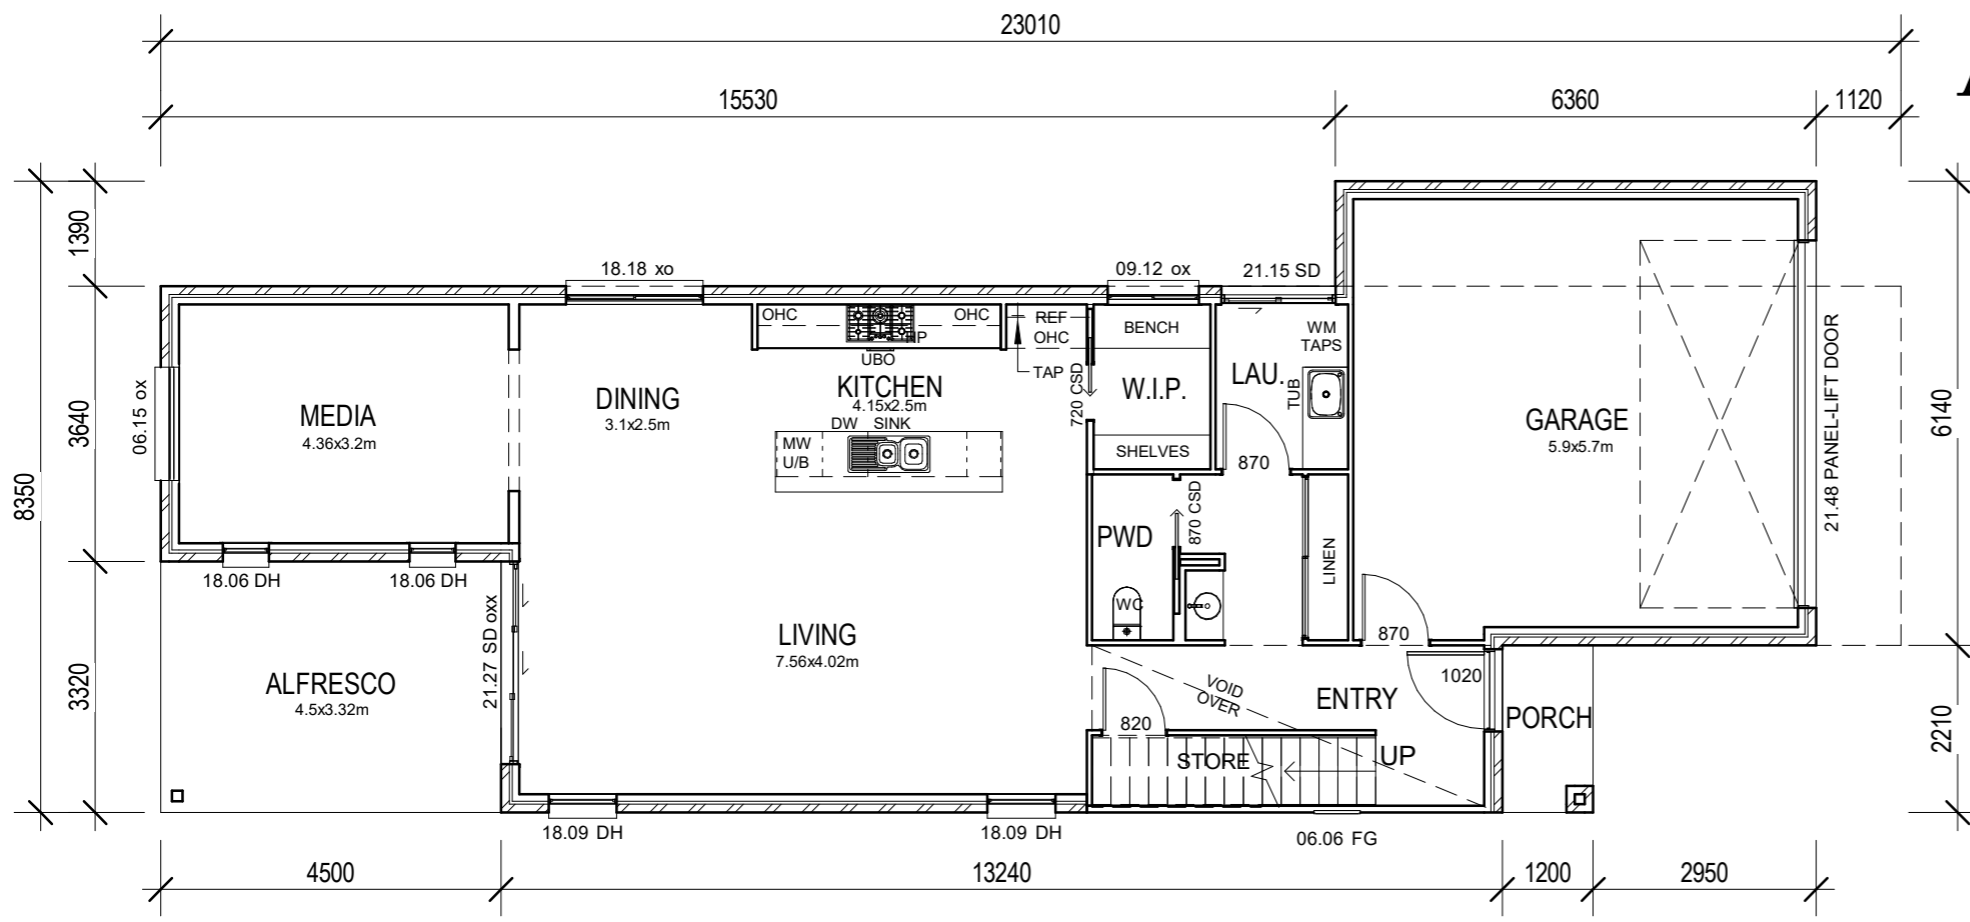 23010
15530
6360
1120
1390
3640
8350
3320
6140
2210
18.18 xo
09.12 ox
21.15 SD
OHC
OHC
UBO
REF
OHC
TAP
BENCH
WM
TAPS
LAU.
TUB
720 CSD
W.I.P.
SHELVES
06.15 ox
MEDIA
4.36x3.2m
DINING
3.1x2.5m
KITCHEN
4.15x2.5m
DW SINK
MW
U/B
870
GARAGE
5.9x5.7m
21.48 PANEL-LIFT DOOR
PWD
870 CSD
WC
LINEN
870
18.06 DH
18.06 DH
21.27 SD oxx
LIVING
7.56x4.02m
ALFRESCO
4.5x3.32m
VOID
OVER
ENTRY
1020
PORCH
820
STORE
UP
18.09 DH
18.09 DH
06.06 FG
4500
13240
1200
2950